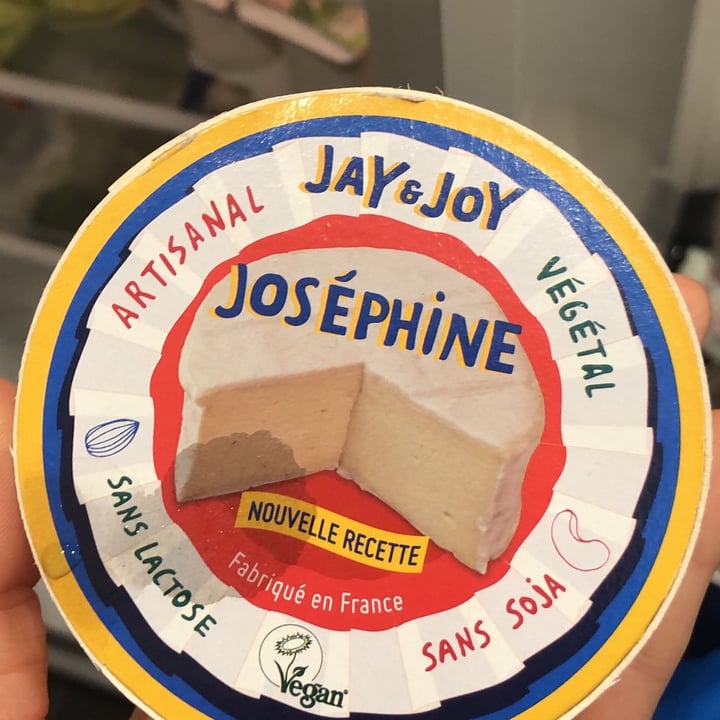 JAY & JOY
ARTISANAL
VÉGÉTAL
JOSÉPHINE
NOUVELLE RECETTE
Fabriqué en France
SANS LACTOSE
SANS SOJA
Vegan